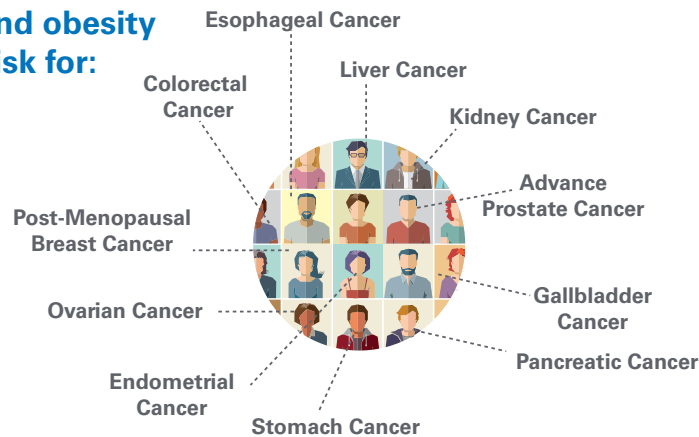 nd obesity
isk for:
Esophageal Cancer
Liver Cancer
Colorectal
Cancer
Kidney Cancer
Advance
Prostate Cancer
Post-Menopausal
Breast Cancer
Ovarian Cancer
Gallbladder
Cancer
Pancreatic Cancer
Endometrial
Cancer
Stomach Cancer